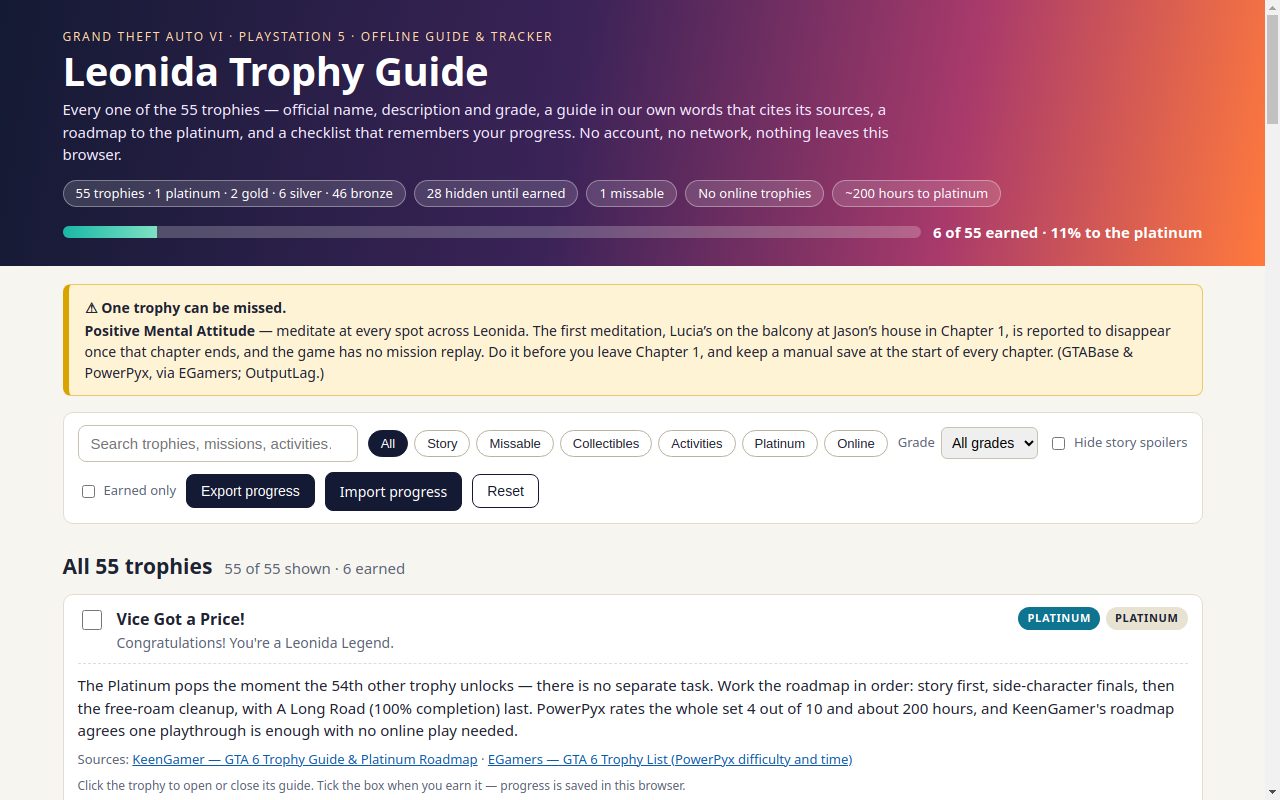 GRAND THEFT AUTO VI · PLAYSTATION 5 · OFFLINE GUIDE & TRACKER
Leonida Trophy Guide
Every one of the 55 trophies — official name, description and grade, a guide in our own words that cites its sources, a
roadmap to the platinum, and a checklist that remembers your progress. No account, no network, nothing leaves this
browser.
55 trophies · 1 platinum · 2 gold · 6 silver · 46 bronze
28 hidden until earned
1 missable
No online trophies
~200 hours to platinum
6 of 55 earned · 11% to the platinum
⚠ One trophy can be missed.
Positive Mental Attitude — meditate at every spot across Leonida. The first meditation, Lucia’s on the balcony at Jason’s house in Chapter 1, is reported to disappear
once that chapter ends, and the game has no mission replay. Do it before you leave Chapter 1, and keep a manual save at the start of every chapter. (GTABase &
PowerPyx, via EGamers; OutputLag.)
Search trophies, missions, activities.
All
Story
Missable
Collectibles
Activities
Platinum
Online
Grade
All grades
Hide story spoilers
Earned only
Export progress
Import progress
Reset
All 55 trophies
55 of 55 shown · 6 earned
Vice Got a Price!
PLATINUM
PLATINUM
Congratulations! You're a Leonida Legend.
The Platinum pops the moment the 54th other trophy unlocks — there is no separate task. Work the roadmap in order: story first, side-character finals, then
the free-roam cleanup, with A Long Road (100% completion) last. PowerPyx rates the whole set 4 out of 10 and about 200 hours, and KeenGamer's roadmap
agrees one playthrough is enough with no online play needed.
Sources: KeenGamer — GTA 6 Trophy Guide & Platinum Roadmap · EGamers — GTA 6 Trophy List (PowerPyx difficulty and time)
Click the trophy to open or close its guide. Tick the box when you earn it — progress is saved in this browser.